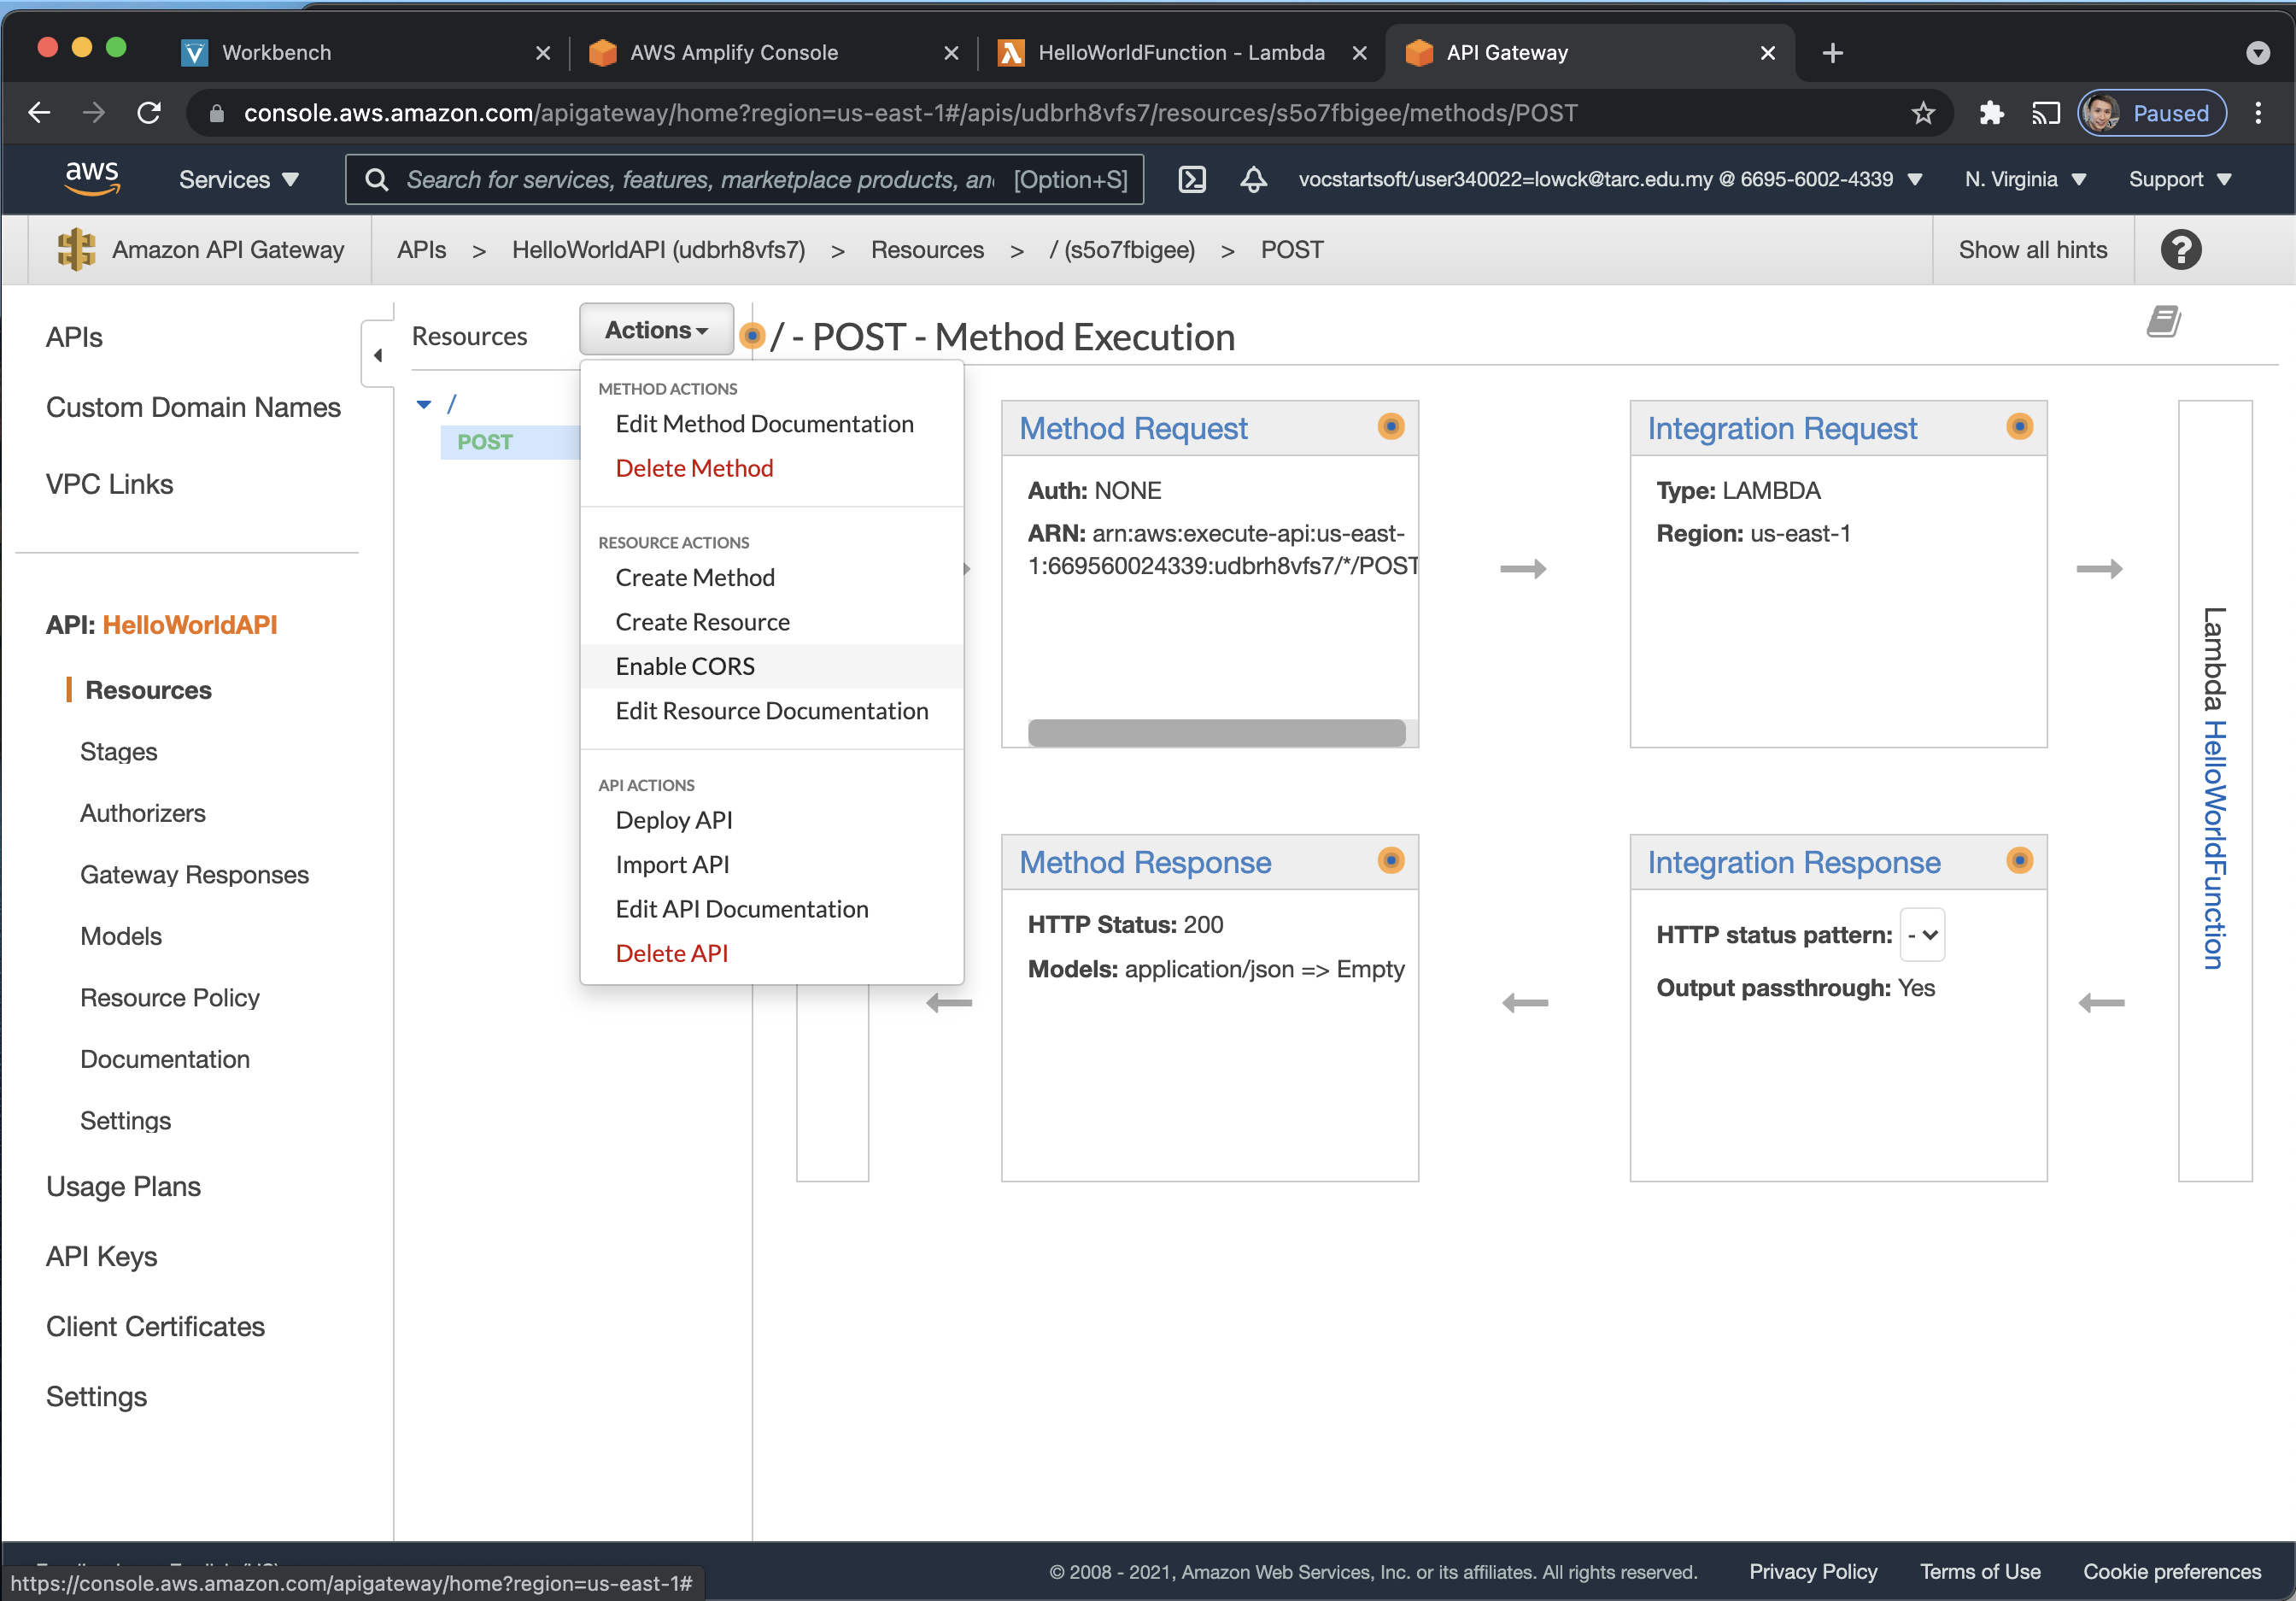 Workbench
AWS Amplify Console
HelloWorldFunction - Lambda
API Gateway
console.aws.amazon.com/apigateway/home?region=us-east-1#/apis/udbrh8vfs7/resources/s5o7fbigee/methods/POST
Paused
aws
Services
Search for services, features, marketplace products, an
[Option+S]
vocstartsoft/user340022=lowck@tarc.edu.my @ 6695-6002-4339
N. Virginia
Support
Amazon API Gateway
APIs > HelloWorldAPI (udbrh8vfs7) > Resources > / (s5o7fbigee) > POST
Show all hints
?
APIs
Custom Domain Names
VPC Links
API: HelloWorldAPI
Resources
Stages
Authorizers
Gateway Responses
Models
Resource Policy
Documentation
Settings
Usage Plans
API Keys
Client Certificates
Settings
Resources
Actions
/
POST
METHOD ACTIONS
Edit Method Documentation
Delete Method
RESOURCE ACTIONS
Create Method
Create Resource
Enable CORS
Edit Resource Documentation
API ACTIONS
Deploy API
Import API
Edit API Documentation
Delete API
/ - POST - Method Execution
Method Request
Auth: NONE
ARN: arn:aws:execute-api:us-east-
1:669560024339:udbrh8vfs7/*/POST
Integration Request
Type: LAMBDA
Region: us-east-1
Lambda HelloWorldFunction
Method Response
HTTP Status: 200
Models: application/json => Empty
Integration Response
HTTP status pattern: -
Output passthrough: Yes
https://console.aws.amazon.com/apigateway/home?region=us-east-1#
© 2008 - 2021, Amazon Web Services, Inc. or its affiliates. All rights reserved.
Privacy Policy
Terms of Use
Cookie preferences